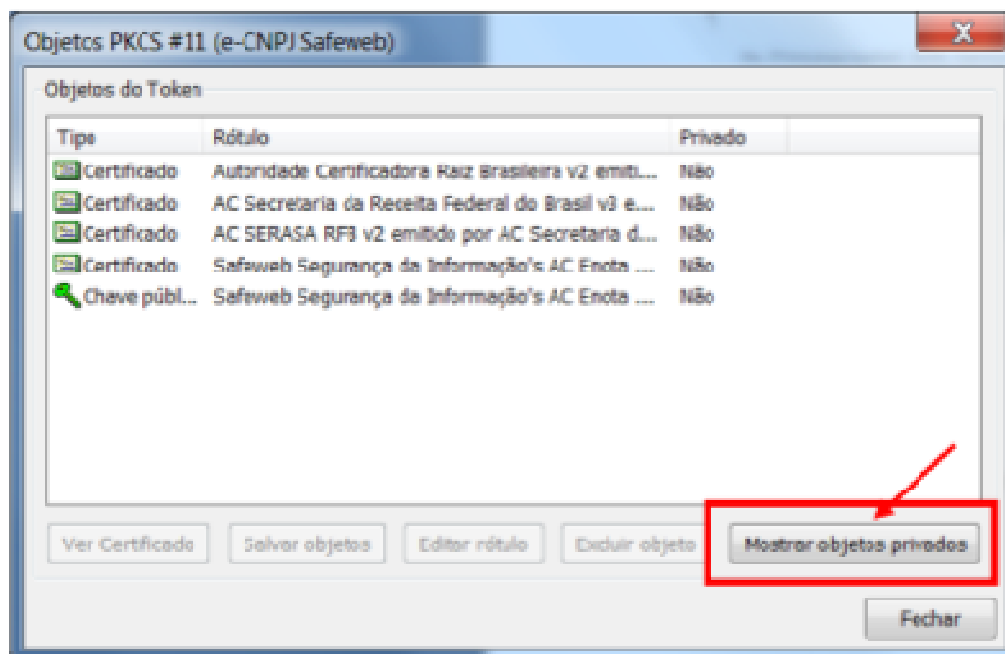 Objetos PKCS #11 (e-CNPJ Safeweb)
Objetos do Token
Tipo Rótulo Privado
Certificado Autoridade Certificadora Raiz Brasileira v2 emiti.... Não
Certificado AC Secretaria da Receita Federal do Brasil v3 e.... Não
Certificado AC SERASA RFB v2 emitido por AC Secretaria d.... Não
Certificado Safeweb Segurança da Informação's AC Enota .... Não
Chave públ... Safeweb Segurança da Informação's AC Enota .... Não
Ver Certificado Salvar objetos Editar rótulo Excluir objeto Mostrar objetos privados
Fechar